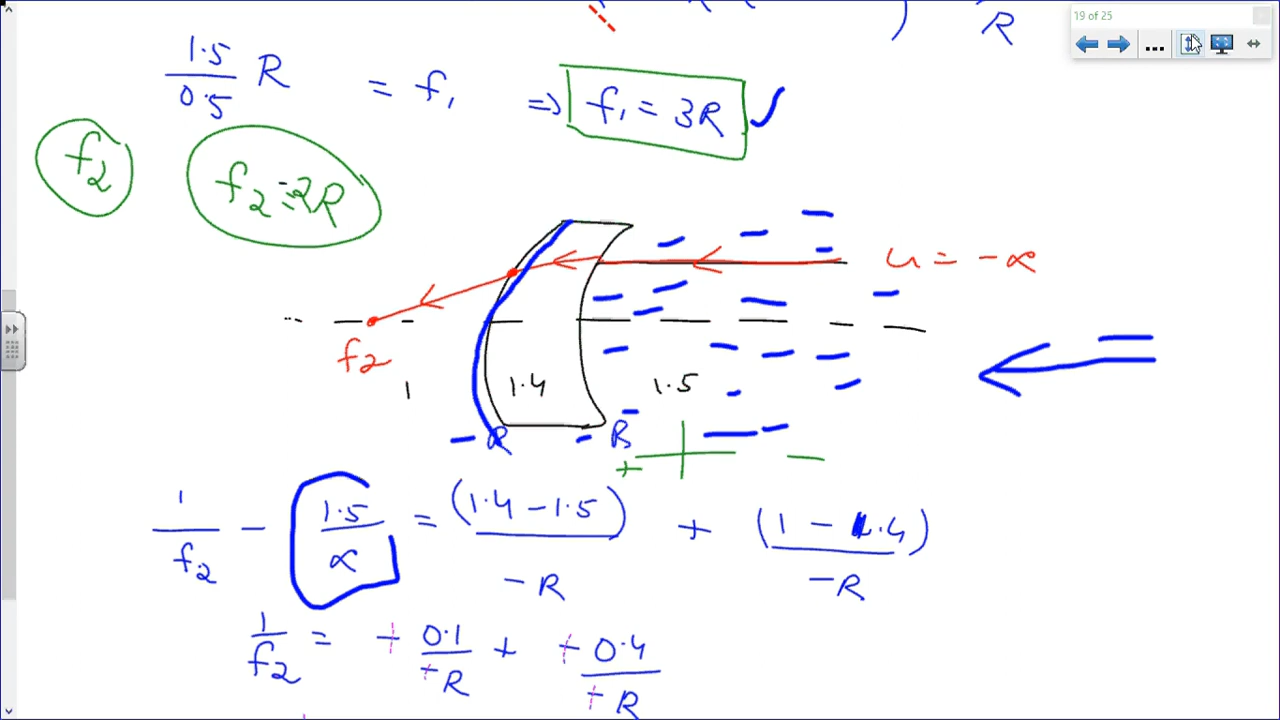 19 of 25
R
1.5/0.5 R = f₁ ⇒ f₁ = 3R ✓
f₂ f₂ = 2R
u = -∝
f₂
1 1.4 1.5
- R - R
+ -
1/f₂ - 1.5/∝ = (1.4 - 1.5)/-R + (1 - 1.4)/-R
1/f₂ = + 0.1/+R + + 0.4/+R